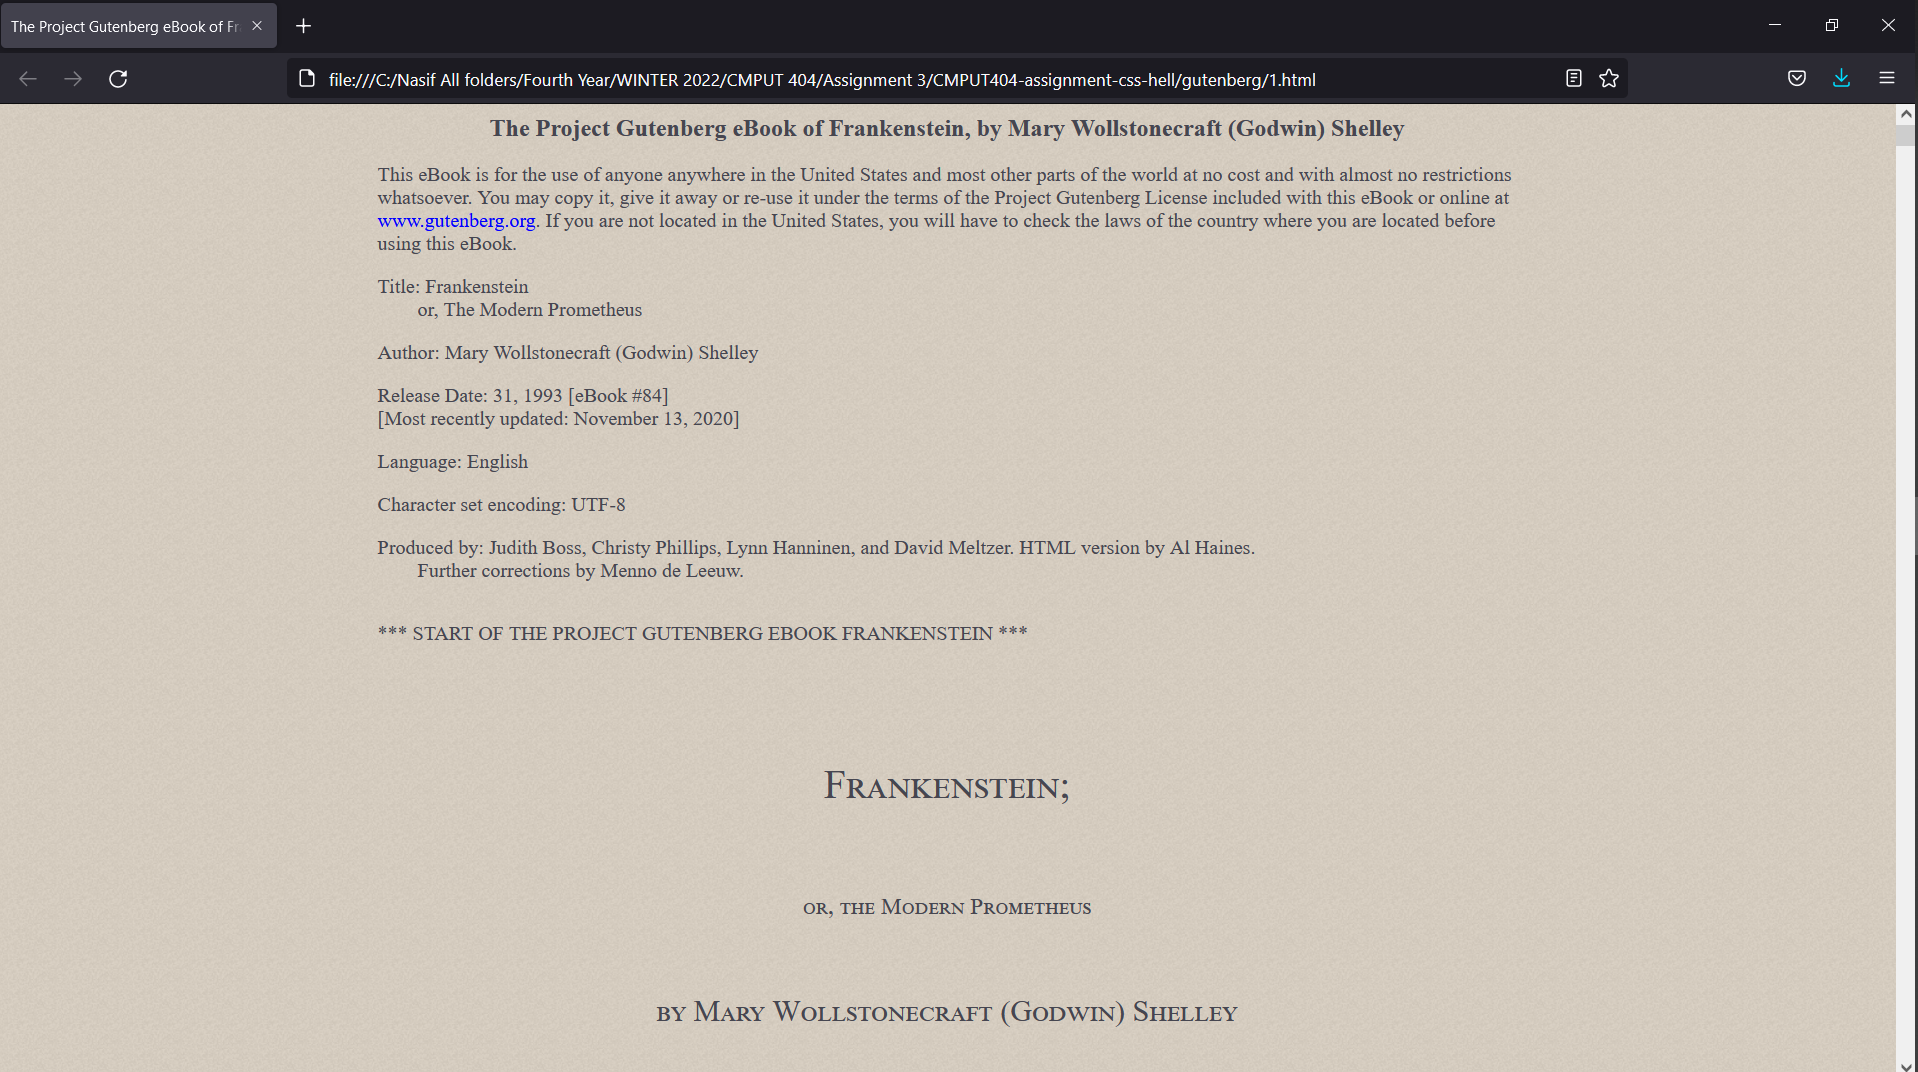 The Project Gutenberg eBook of Fr
file:///C:/Nasif All folders/Fourth Year/WINTER 2022/CMPUT 404/Assignment 3/CMPUT404-assignment-css-hell/gutenberg/1.html
The Project Gutenberg eBook of Frankenstein, by Mary Wollstonecraft (Godwin) Shelley
This eBook is for the use of anyone anywhere in the United States and most other parts of the world at no cost and with almost no restrictions
whatsoever. You may copy it, give it away or re-use it under the terms of the Project Gutenberg License included with this eBook or online at
www.gutenberg.org. If you are not located in the United States, you will have to check the laws of the country where you are located before
using this eBook.
Title: Frankenstein
or, The Modern Prometheus
Author: Mary Wollstonecraft (Godwin) Shelley
Release Date: 31, 1993 [eBook #84]
[Most recently updated: November 13, 2020]
Language: English
Character set encoding: UTF-8
Produced by: Judith Boss, Christy Phillips, Lynn Hanninen, and David Meltzer. HTML version by Al Haines.
Further corrections by Menno de Leeuw.
*** START OF THE PROJECT GUTENBERG EBOOK FRANKENSTEIN ***
Frankenstein;
or, the Modern Prometheus
by Mary Wollstonecraft (Godwin) Shelley